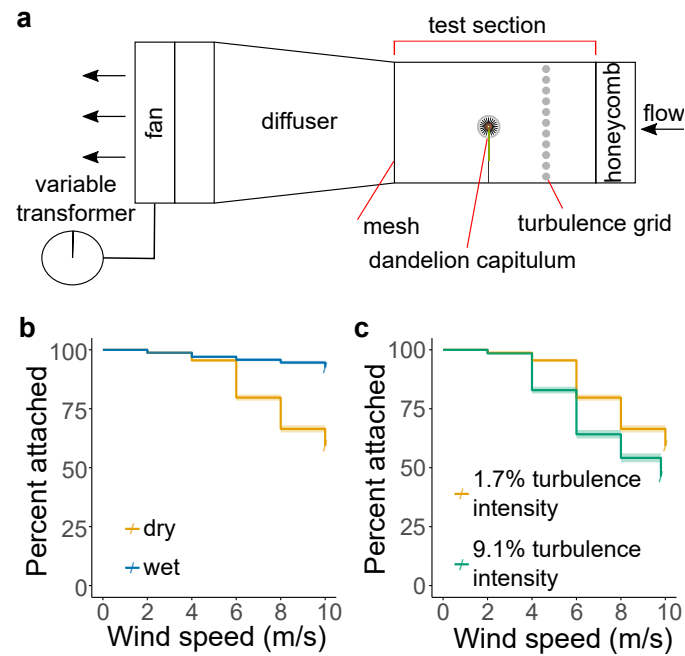 a
test section
fan
diffuser
honeycomb
flow
variable
transformer
mesh
turbulence grid
dandelion capitulum
b
Percent attached
100
75
50
25
0
dry
wet
0 2 4 6 8 10
Wind speed (m/s)
c
Percent attached
100
75
50
25
0
1.7% turbulence
intensity
9.1% turbulence
intensity
0 2 4 6 8 10
Wind speed (m/s)